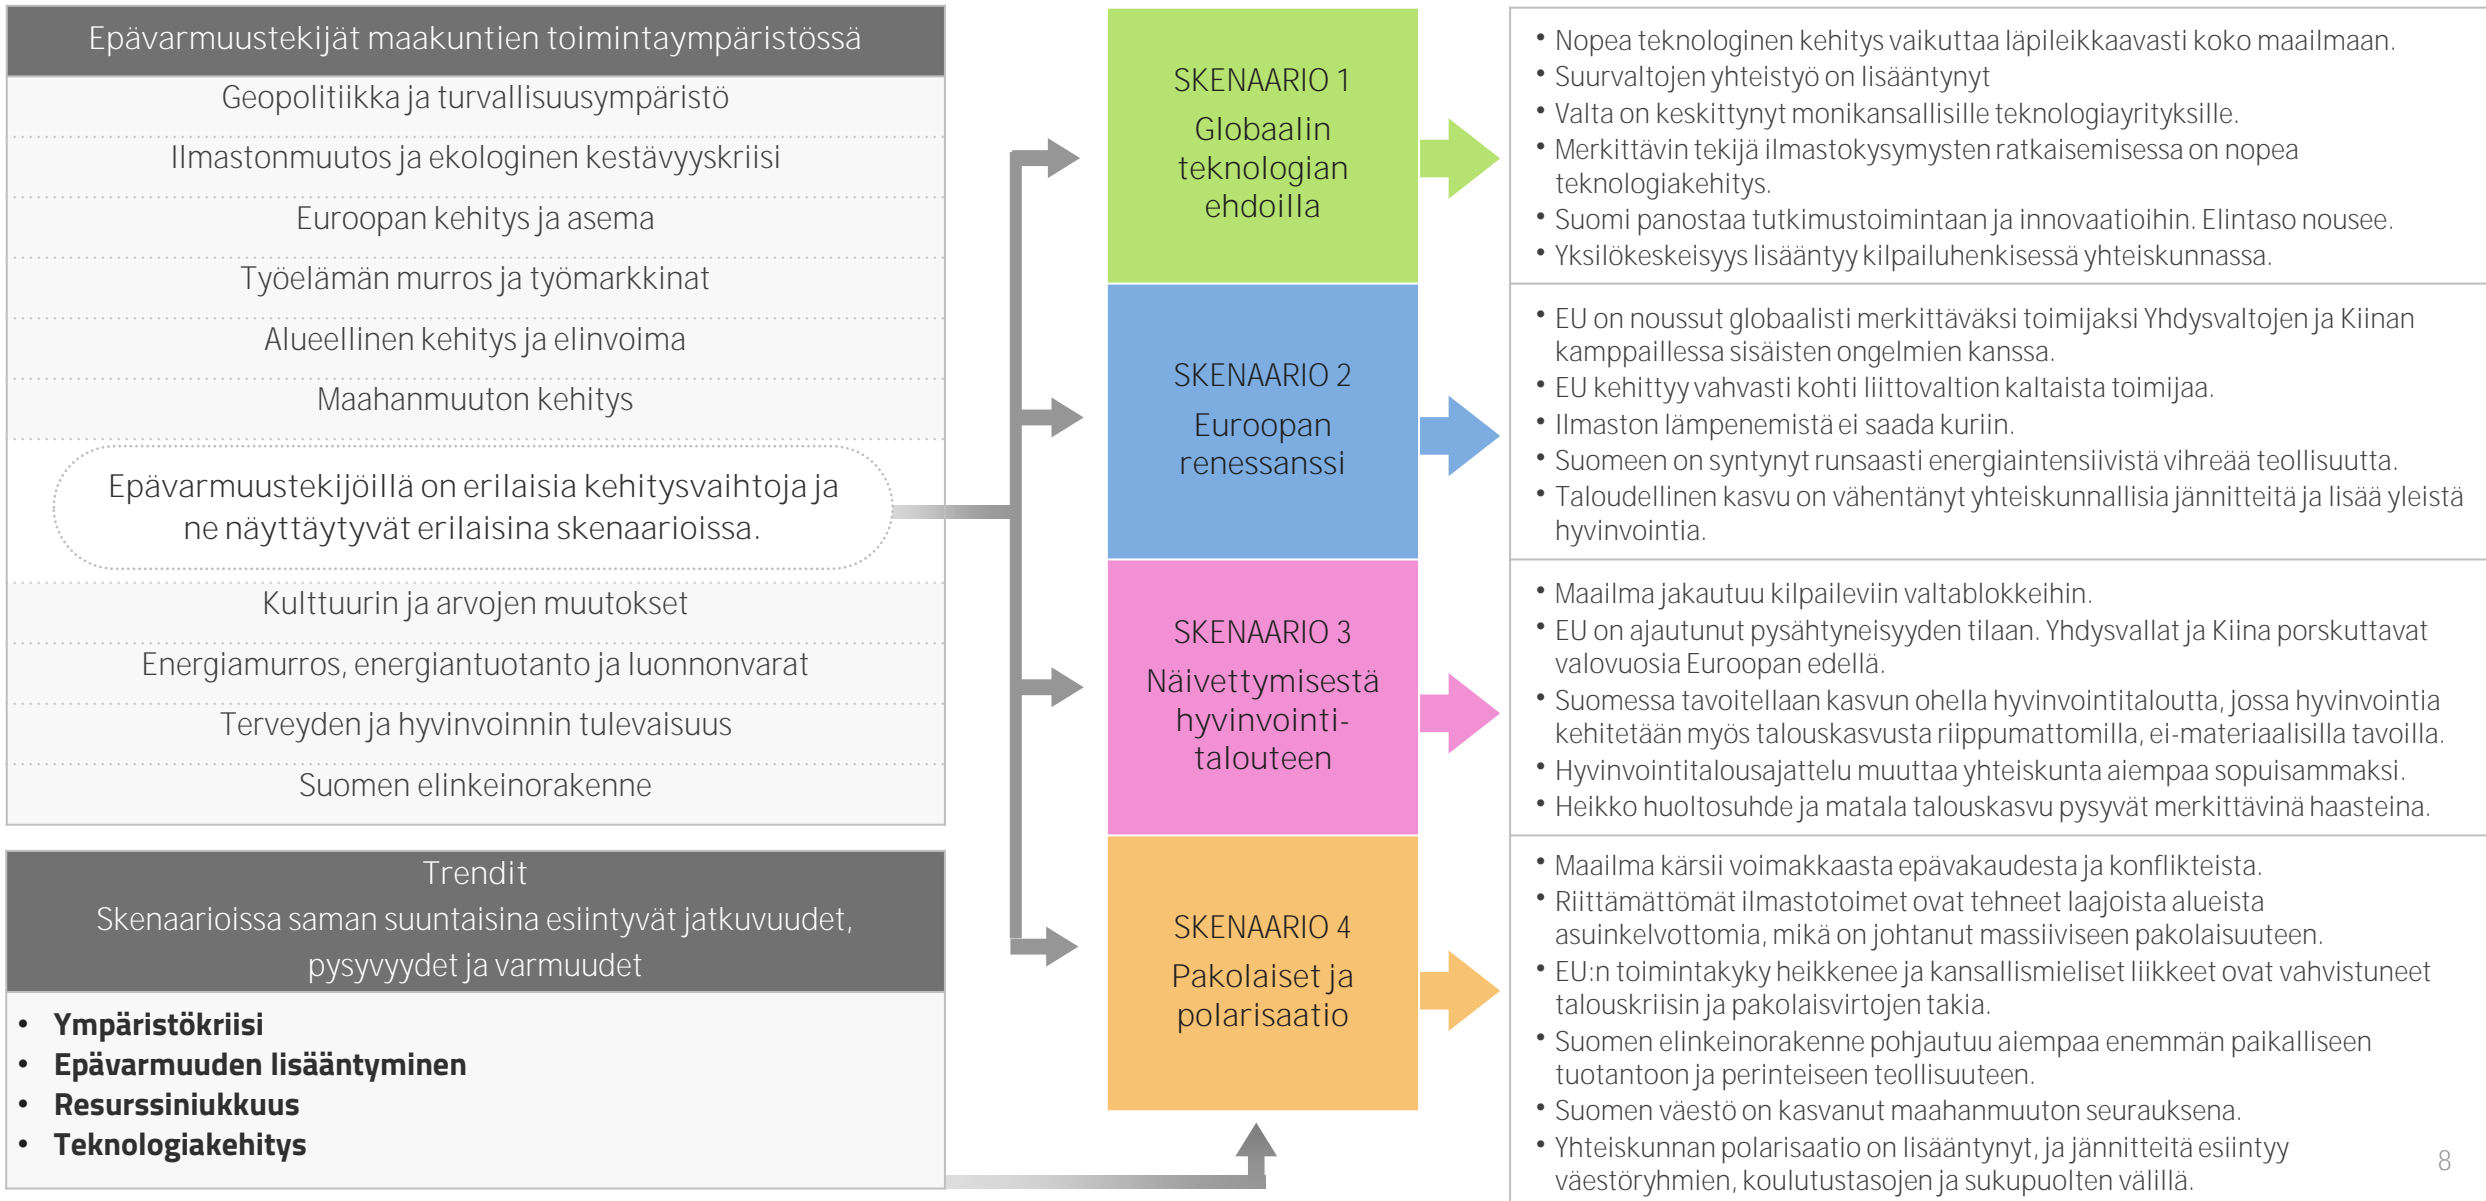 Epävarmuustekijät maakuntien toimintaympäristössä
Geopolitiikka ja turvallisuusympäristö
Ilmastonmuutos ja ekologinen kestävyyskriisi
Euroopan kehitys ja asema
Työelämän murros ja työmarkkinat
Alueellinen kehitys ja elinvoima
Maahanmuuton kehitys
Epävarmuustekijöillä on erilaisia kehitysvaihtoja ja
ne näyttäytyvät erilaisina skenaarioissa.
Kulttuurin ja arvojen muutokset
Energiamurros, energiantuotanto ja luonnonvarat
Terveyden ja hyvinvoinnin tulevaisuus
Suomen elinkeinorakenne
Trendit
Skenaarioissa saman suuntaisina esiintyvät jatkuvuudet,
pysyvyydet ja varmuudet
• Ympäristökriisi
• Epävarmuuden lisääntyminen
• Resurssiniukkuus
• Teknologiakehitys
SKENAARIO 1
Globaalin
teknologian
ehdoilla
• Nopea teknologinen kehitys vaikuttaa läpileikkaavasti koko maailmaan.
• Suurvaltojen yhteistyö on lisääntynyt
• Valta on keskittynyt monikansallisille teknologiayrityksille.
• Merkittävin tekijä ilmastokysymysten ratkaisemisessa on nopea
teknologiakehitys.
• Suomi panostaa tutkimustoimintaan ja innovaatioihin. Elintaso nousee.
• Yksilökeskeisyys lisääntyy kilpailuhenkisessä yhteiskunnassa.
SKENAARIO 2
Euroopan
renessanssi
• EU on noussut globaalisti merkittäväksi toimijaksi Yhdysvaltojen ja Kiinan
kamppaillessa sisäisten ongelmien kanssa.
• EU kehittyy vahvasti kohti liittovaltion kaltaista toimijaa.
• Ilmaston lämpenemistä ei saada kuriin.
• Suomeen on syntynyt runsaasti energiaintensiivistä vihreää teollisuutta.
• Taloudellinen kasvu on vähentänyt yhteiskunnallisia jännitteitä ja lisää yleistä
hyvinvointia.
SKENAARIO 3
Näivettymisestä
hyvinvointi-
talouteen
• Maailma jakautuu kilpaileviin valtablokkeihin.
• EU on ajautunut pysähtyneisyyden tilaan. Yhdysvallat ja Kiina porskuttavat
valovuosia Euroopan edellä.
• Suomessa tavoitellaan kasvun ohella hyvinvointitaloutta, jossa hyvinvointia
kehitetään myös talouskasvusta riippumattomilla, ei-materiaalisilla tavoilla.
• Hyvinvointitalousajattelu muuttaa yhteiskunta aiempaa sopuisammaksi.
• Heikko huoltosuhde ja matala talouskasvu pysyvät merkittävinä haasteina.
SKENAARIO 4
Pakolaiset ja
polarisaatio
• Maailma kärsii voimakkaasta epävakaudesta ja konflikteista.
• Riittämättömät ilmastotoimet ovat tehneet laajoista alueista
asuinkelvottomia, mikä on johtanut massiiviseen pakolaisuuteen.
• EU:n toimintakyky heikkenee ja kansallismieliset liikkeet ovat vahvistuneet
talouskriisin ja pakolaisvirtojen takia.
• Suomen elinkeinorakenne pohjautuu aiempaa enemmän paikalliseen
tuotantoon ja perinteiseen teollisuuteen.
• Suomen väestö on kasvanut maahanmuuton seurauksena.
• Yhteiskunnan polarisaatio on lisääntynyt, ja jännitteitä esiintyy
väestöryhmien, koulutustasojen ja sukupuolten välillä.
8